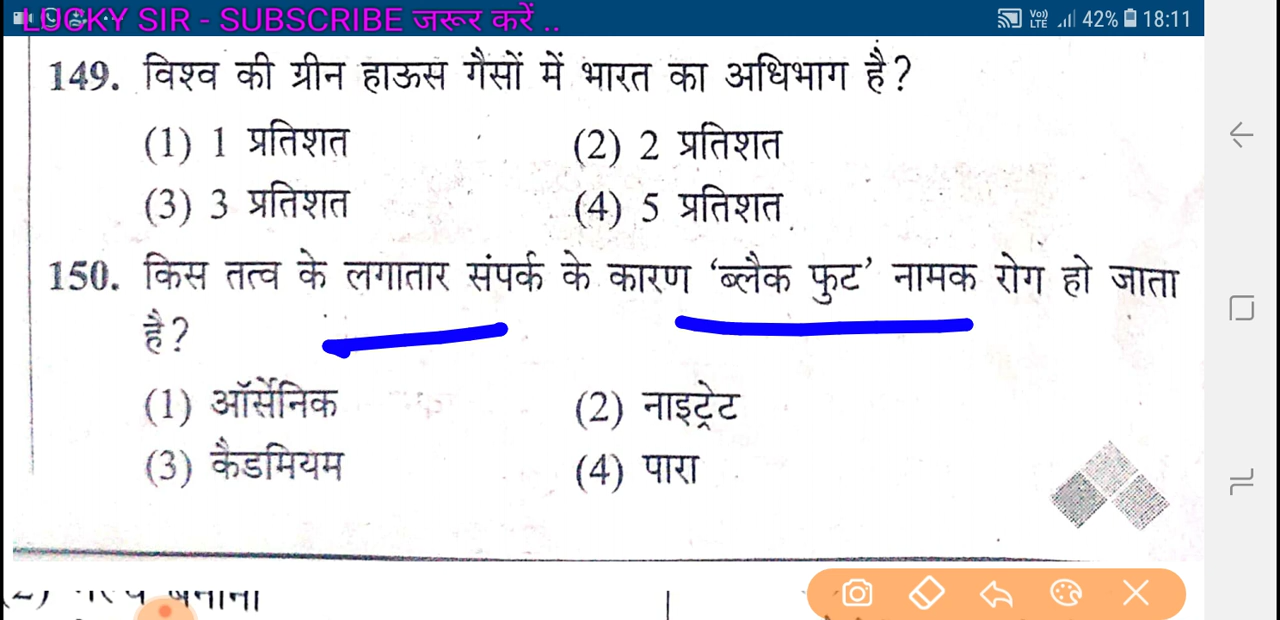 LUCKY SIR - SUBSCRIBE जरूर करें ..
Vo)) LTE 42% 18:11
149. विश्व की ग्रीन हाऊस गैसों में भारत का अधिभाग है?
(1) 1 प्रतिशत (2) 2 प्रतिशत
(3) 3 प्रतिशत (4) 5 प्रतिशत
150. किस तत्व के लगातार संपर्क के कारण ‘ब्लैक फुट’ नामक रोग हो जाता
है?
(1) ऑर्सेनिक (2) नाइट्रेट
(3) कैडमियम (4) पारा